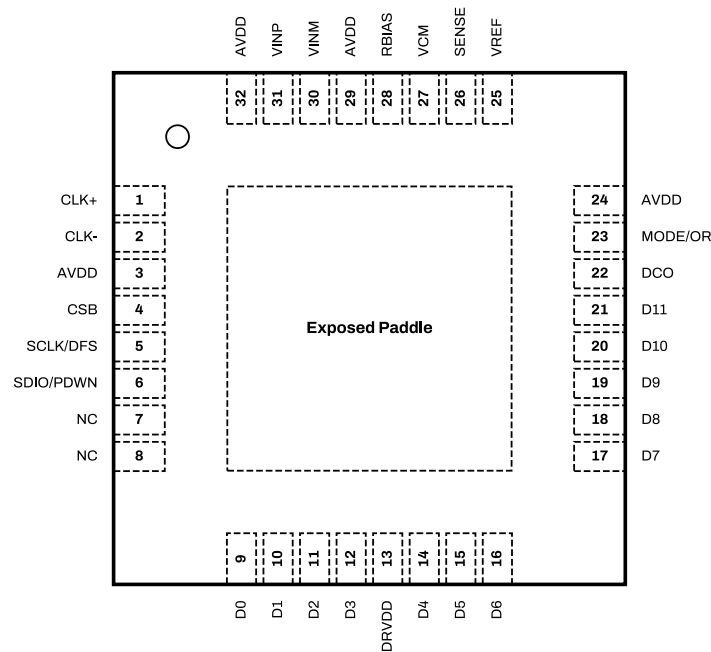 AVDD VINP VINM AVDD RBIAS VCM SENSE VREF
32 31 30 29 28 27 26 25
CLK+ 1 24 AVDD
CLK- 2 23 MODE/OR
AVDD 3 22 DCO
CSB 4 21 D11
SCLK/DFS 5 20 D10
SDIO/PDWN 6 19 D9
NC 7 18 D8
NC 8 17 D7
Exposed Paddle
9 10 11 12 13 14 15 16
D0 D1 D2 D3 DRVDD D4 D5 D6